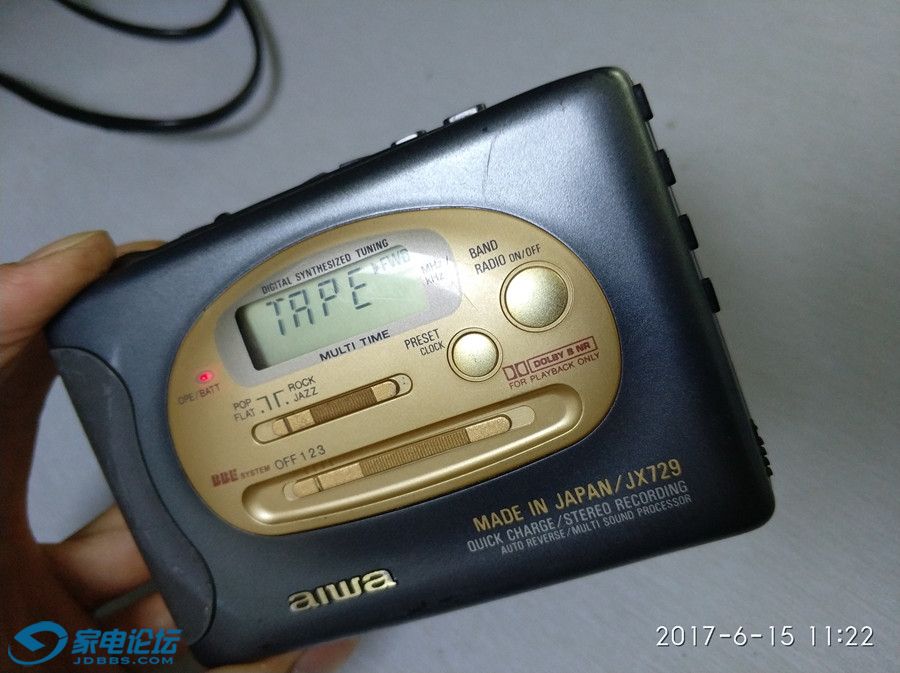 DIGITAL SYNTHESIZED TUNING
TAPE FWD
MHz
KHz
MULTI TIME
BAND
RADIO ON/OFF
PRESET
CLOCK
DOLBY B NR
FOR PLAYBACK ONLY
OPE/BATT
POP ROCK
FLAT JAZZ
BBE SYSTEM OFF 1 2 3
MADE IN JAPAN/JX729
QUICK CHARGE/STEREO RECORDING
AUTO REVERSE/MULTI SOUND PROCESSOR
aiwa
家电论坛
JDBBS.COM
2017-6-15 11:22